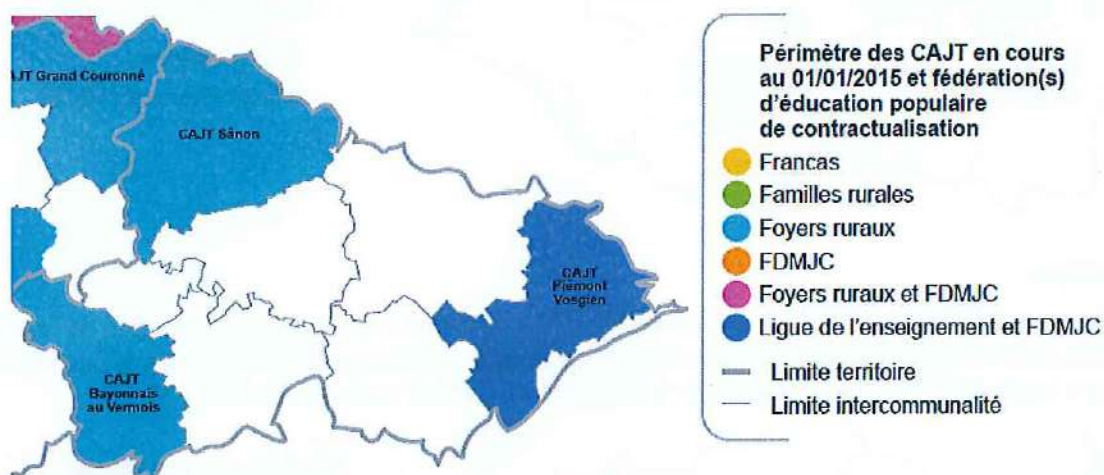 JT Grand Couronné
CAJT Sânon
CAJT
Piémont
Vosgien
CAJT
Bayonnais
au Vermois
Périmètre des CAJT en cours
au 01/01/2015 et fédération(s)
d'éducation populaire
de contractualisation
Francas
Familles rurales
Foyers ruraux
FDMJC
Foyers ruraux et FDMJC
Ligue de l'enseignement et FDMJC
Limite territoire
Limite intercommunalité